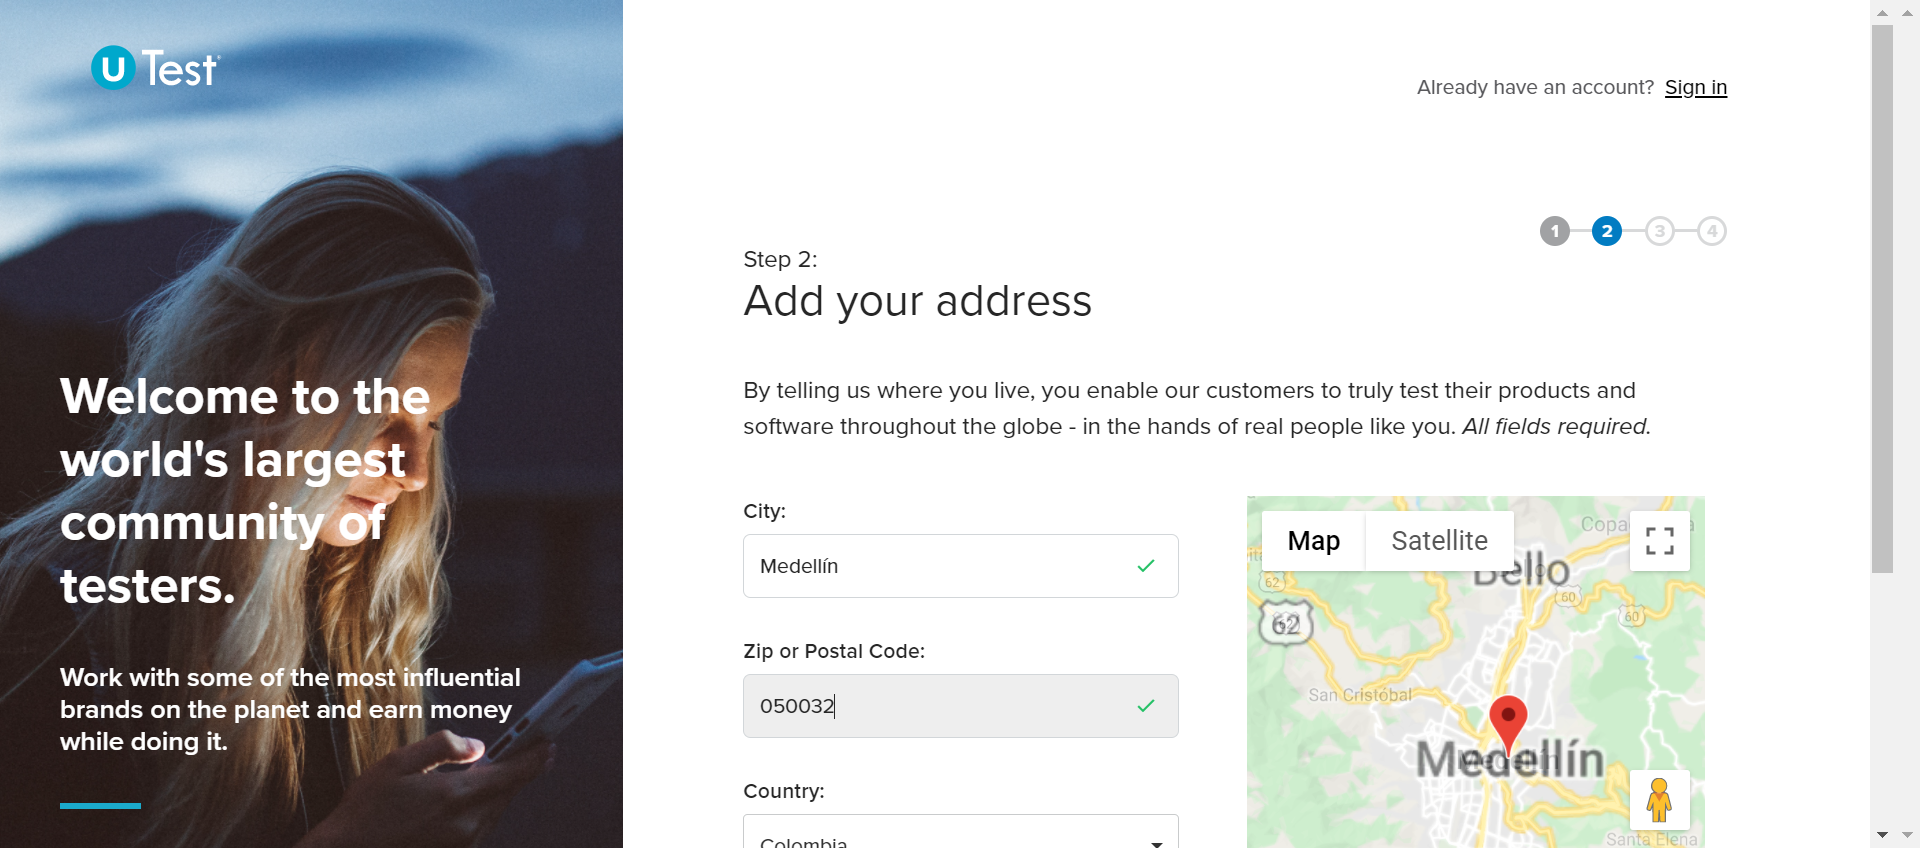 u Test
Already have an account? Sign in
1 2 3 4
Step 2:
Add your address
By telling us where you live, you enable our customers to truly test their products and
software throughout the globe - in the hands of real people like you. All fields required.
Welcome to the
world's largest
community of
testers.
Work with some of the most influential
brands on the planet and earn money
while doing it.
City:
Medellín
Zip or Postal Code:
050032
Country:
Colombia
Map
Satellite
Bello
62
62
60
60
San Cristóbal
Medellín
Santa Elena